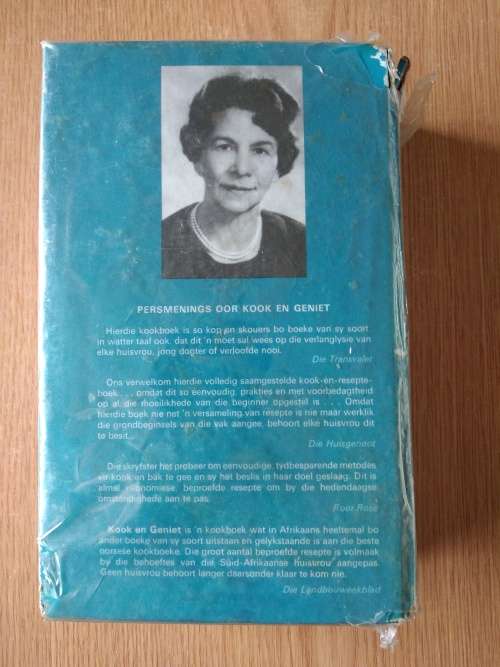 PERSMENINGS OOR KOOK EN GENIET
Hierdie kookboek is so kop en skouers bo boeke van sy soort
in watter taal ook, dat dit 'n moet sal wees op die verlanglysie van
elke huisvrou, jong dogter of verloofde nooi.
Die Transvaler
Ons verwelkom hierdie volledig saamgestelde kook-en-resepte-
boek . . . omdat dit so eenvoudig, prakties en met voorbedagtheid
op al die moeilikhede van die beginner opgestel is . . . Omdat
hierdie boek nie net 'n versameling van resepte is nie maar werklik
die grondbeginsels van die vak aangee, behoort elke huisvrou dit
te besit...
Die Huisgenoot
Die skryfster het probeer om eenvoudige, tydbesparende metodes
vir kook en bak te gee en sy het beslis in haar doel geslaag. Dit is
almal ekonomiese, beproefde resepte om by die hedendaagse
omstandighede aan te pas.
Rooi Rose
Kook en Geniet is 'n kookboek wat in Afrikaans heeltemal bo
ander boeke van sy soort uitstaan en gelykstaande is aan die beste
oorsese kookboeke. Die groot aantal beproefde resepte is volmaak
by die behoeftes van die Suid-Afrikaanse huisvrou aangepas.
Geen huisvrou behoort langer daarsonder klaar te kom nie.
Die Landbouweekblad